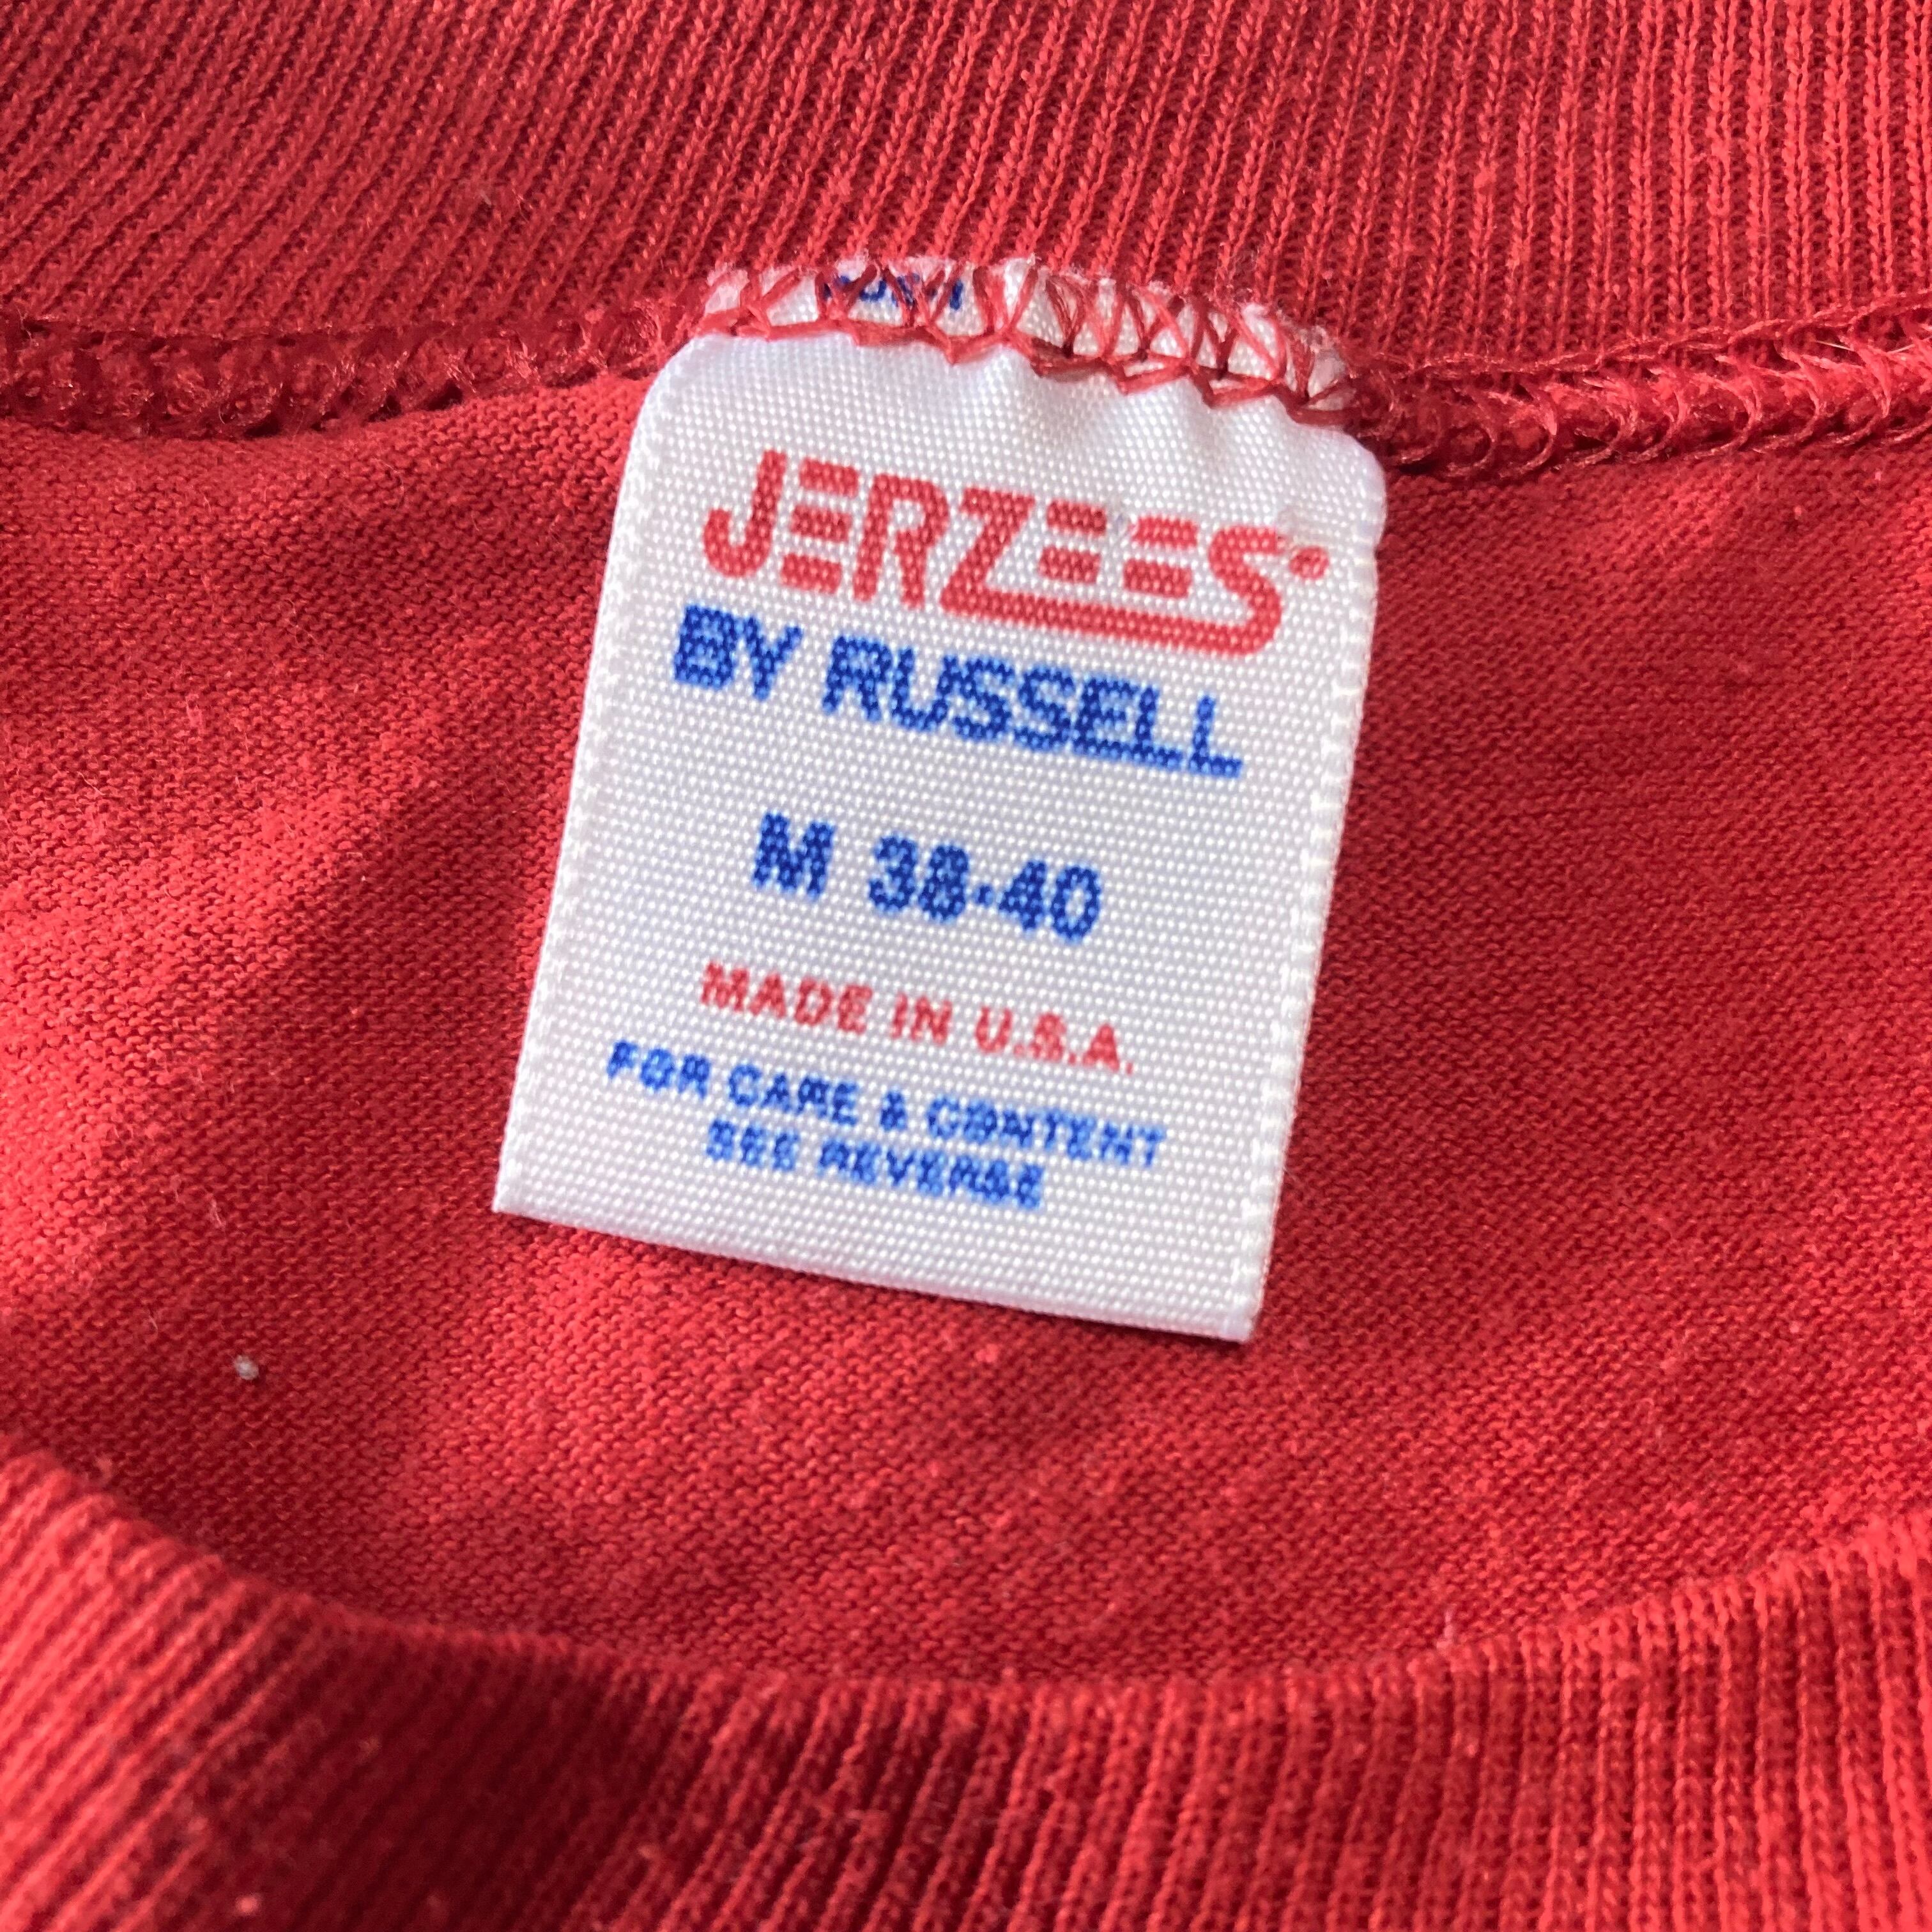 JERZEES
BY RUSSELL
M 38-40
MADE IN U.S.A.
FOR CARE & CONTENT
SEE REVERSE